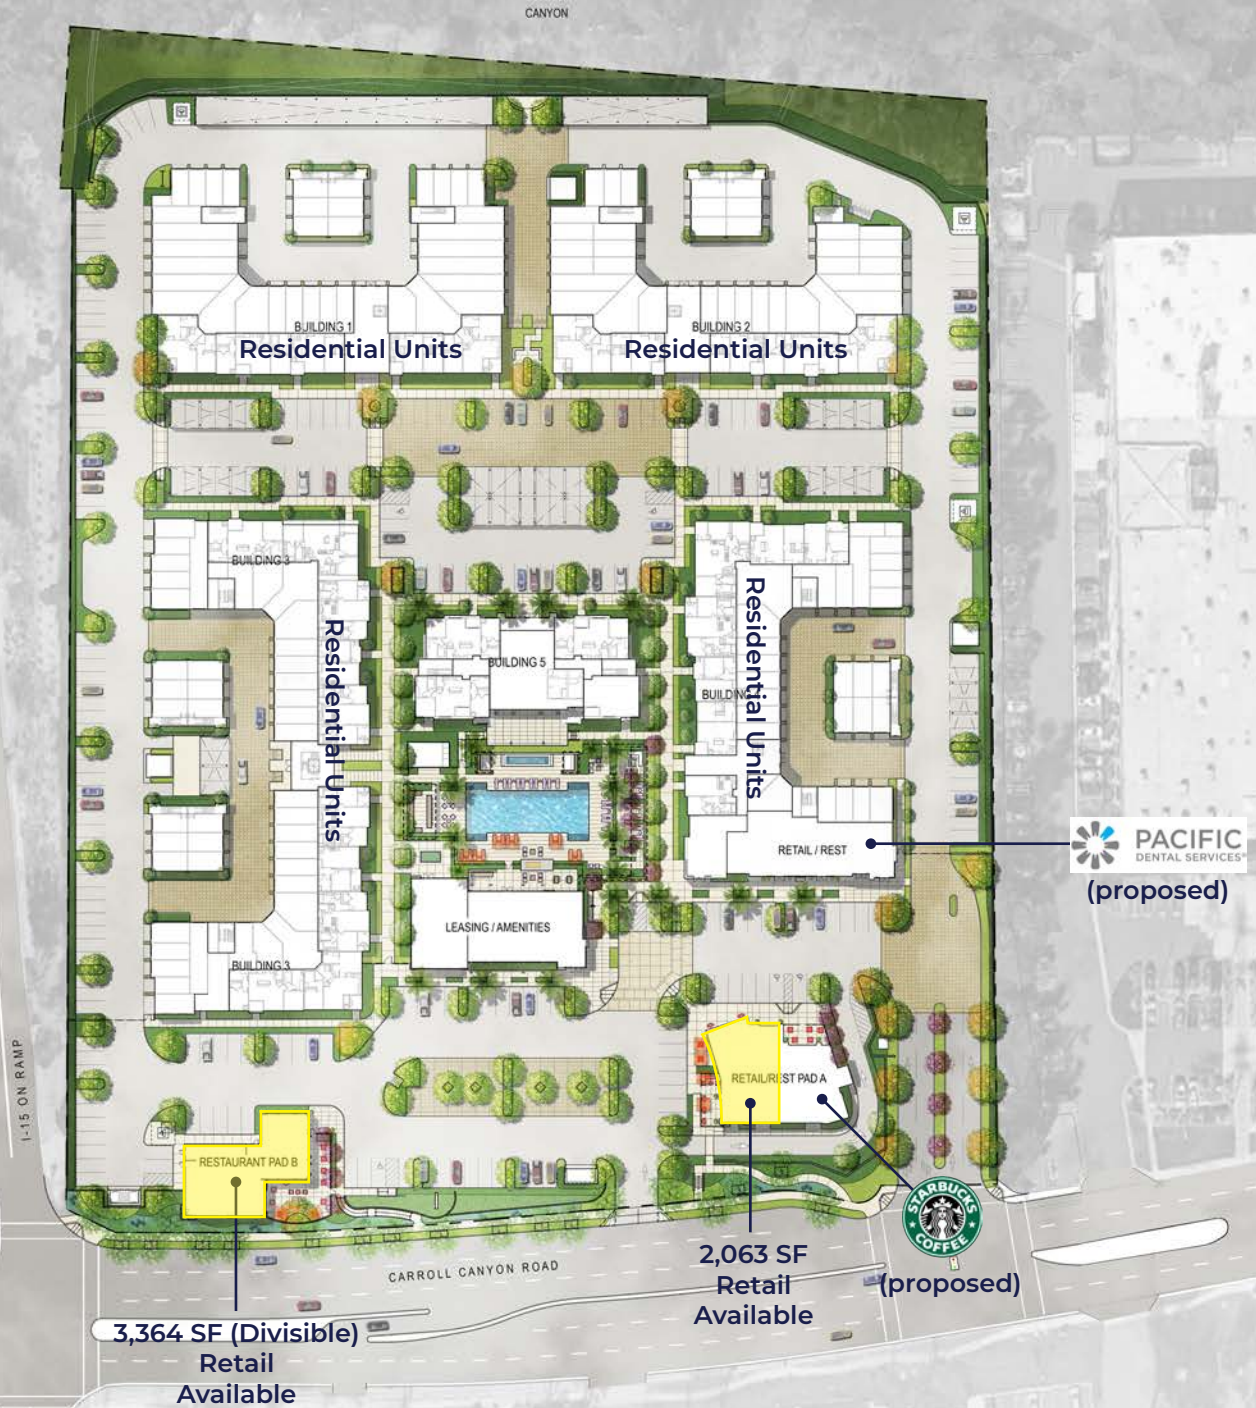 CANYON
BUILDING 1
Residential Units
BUILDING 2
Residential Units
BUILDING 3
Residential Units
BUILDING 5
BUILDING
Residential Units
RETAIL / REST
PACIFIC
DENTAL SERVICES®
(proposed)
LEASING / AMENITIES
BUILDING 3
I-15 ON RAMP
RETAIL/REST PAD A
RESTAURANT PAD B
STARBUCKS
COFFEE
(proposed)
2,063 SF
Retail
Available
CARROLL CANYON ROAD
3,364 SF (Divisible)
Retail
Available